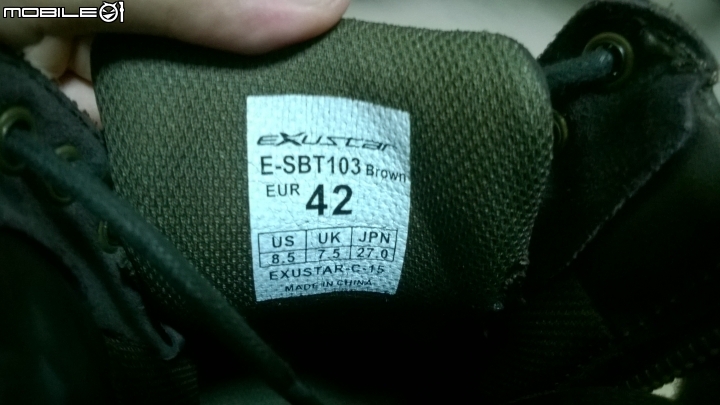 MOBILE01
EXUSTAR
E-SBT103 Brown
EUR 42
US UK JPN
8.5 7.5 27.0
EXUSTAR-C-15
MADE IN CHINA